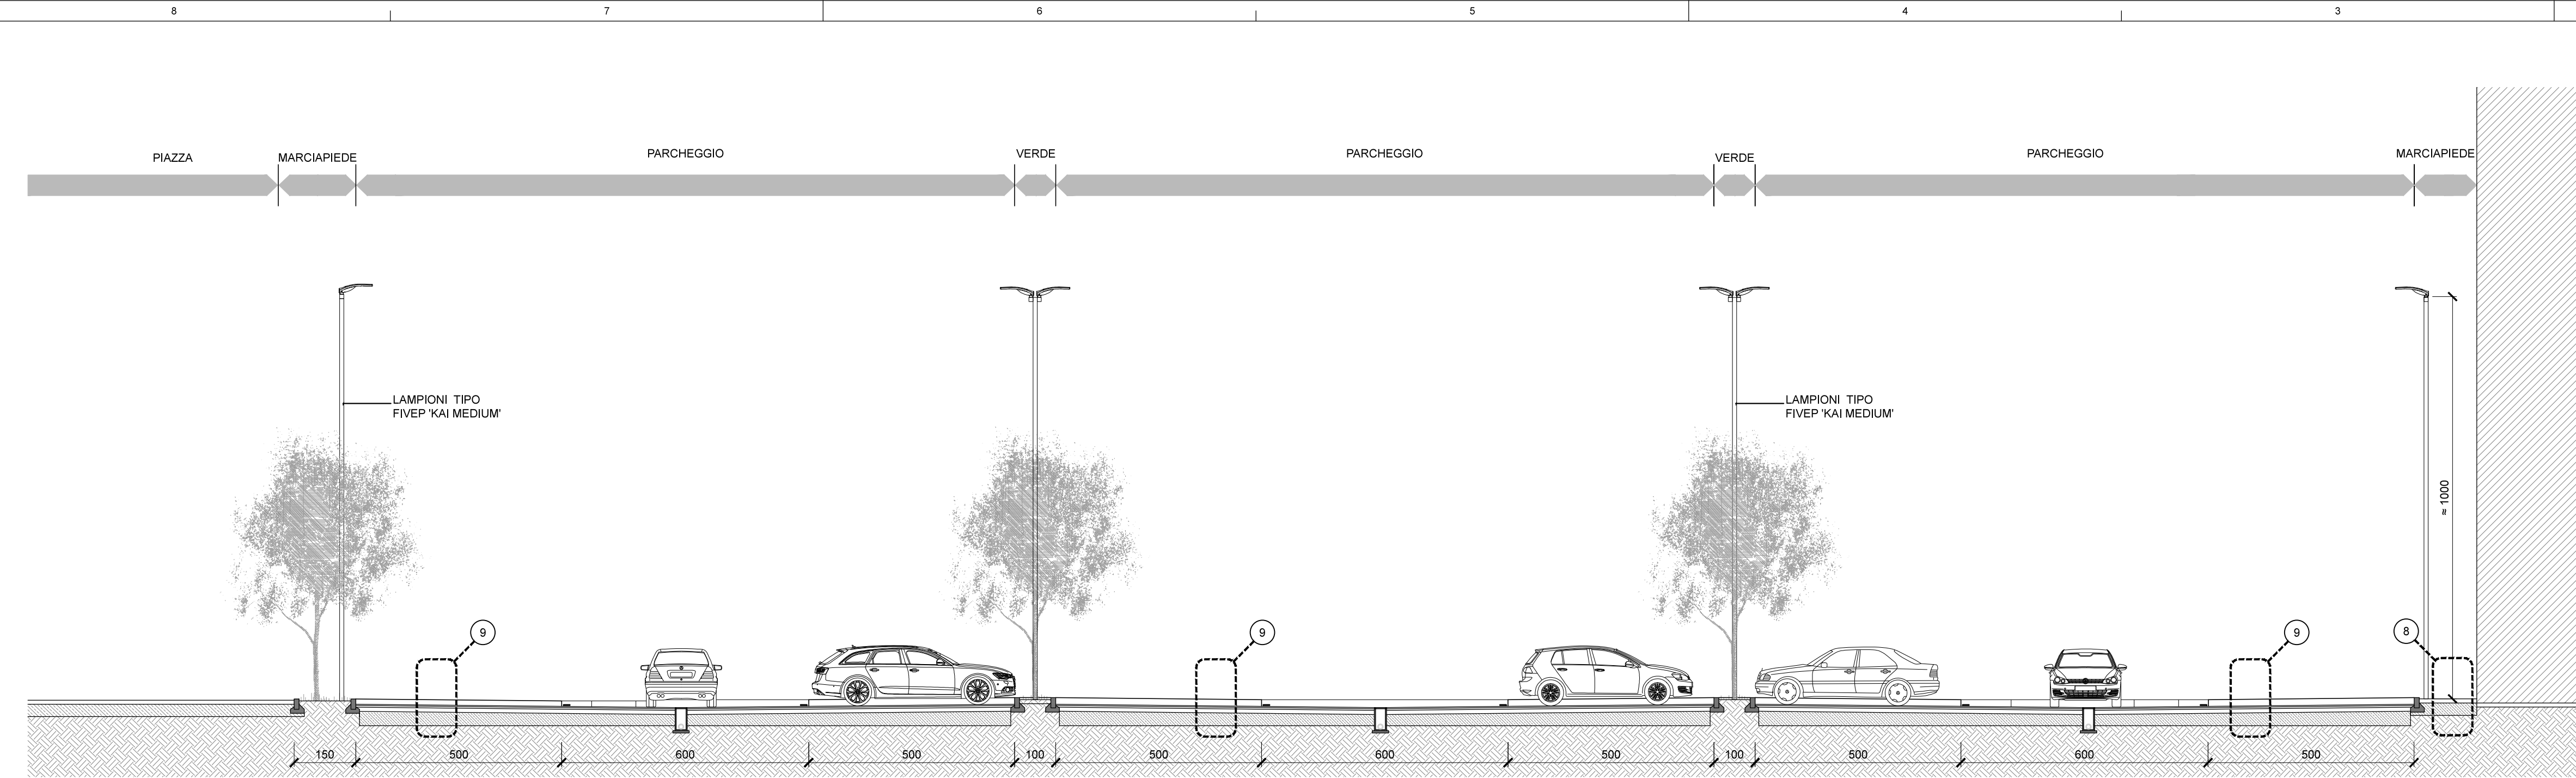 8 7 6 5 4 3
PIAZZA MARCIAPIEDE PARCHEGGIO VERDE PARCHEGGIO VERDE PARCHEGGIO MARCIAPIEDE
LAMPIONI TIPO
FIVEP 'KAI MEDIUM'
LAMPIONI TIPO
FIVEP 'KAI MEDIUM'
≈ 1000
9 9 9 8
150 500 600 500 100 500 600 500 100 500 600 500